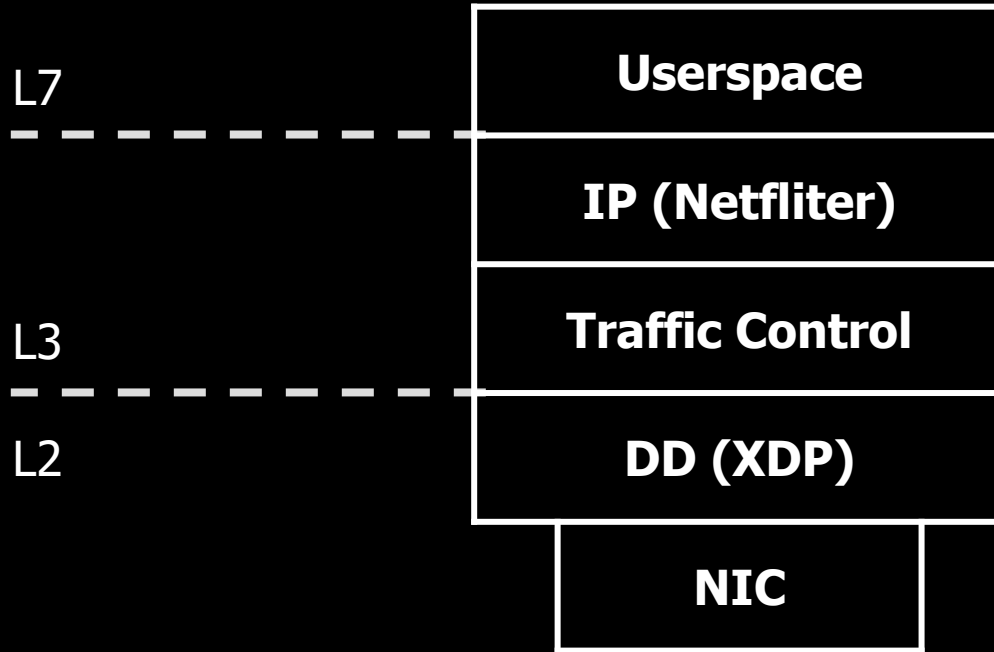 L7
Userspace
IP (Netfliter)
L3
Traffic Control
L2
DD (XDP)
NIC